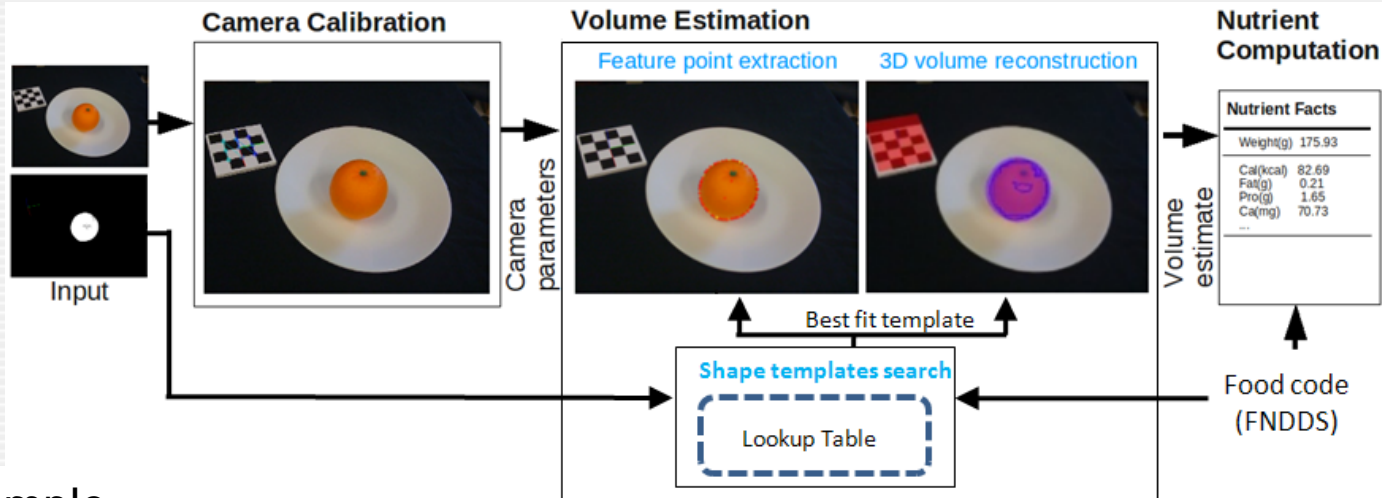 Camera Calibration
Volume Estimation
Nutrient
Computation
Feature point extraction
3D volume reconstruction
Input
Camera
parameters
Volume
estimate
Nutrient Facts
Weight(g) 175.93
Cal(kcal) 82.69
Fat(g) 0.21
Pro(g) 1.65
Ca(mg) 70.73
...
Best fit template
Shape templates search
Lookup Table
Food code
(FNDDS)